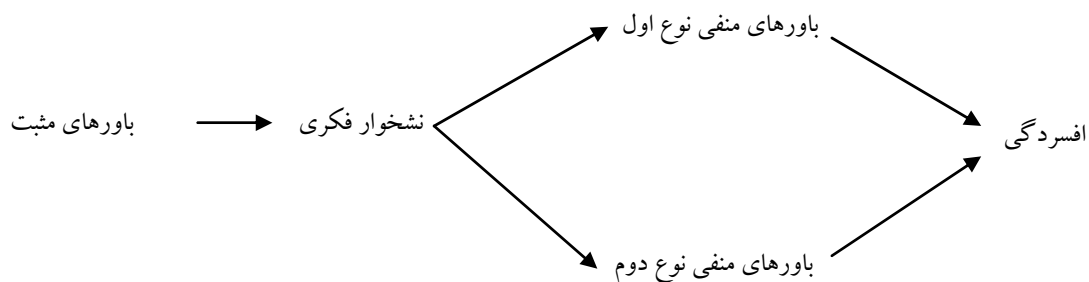 باورهای منفی نوع اول
باورهای مثبت
نشخوار فکری
افسردگی
باورهای منفی نوع دوم